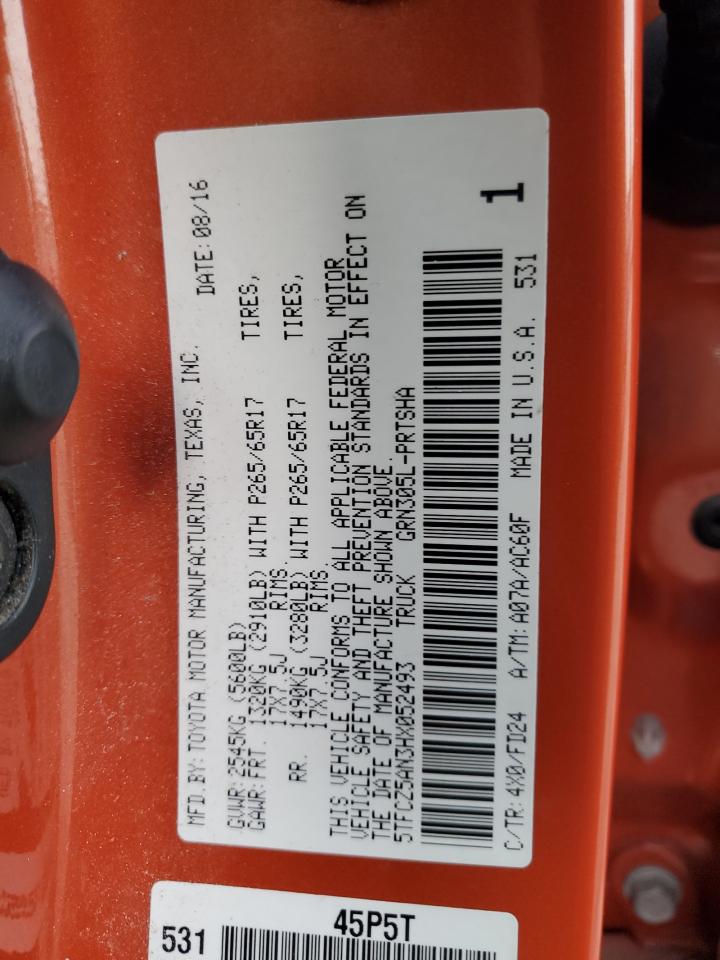 MFD.BY:TOYOTA MOTOR MANUFACTURING, TEXAS, INC.
DATE:08/16
GVWR:2545KG (5600LB)
GAWR:FRT. 1320KG (2910LB) WITH P265/65R17 TIRES,
17X7.5J RIMS.
RR. 1490KG (3280LB) WITH P265/65R17 TIRES,
17X7.5J RIMS.
THIS VEHICLE CONFORMS TO ALL APPLICABLE FEDERAL MOTOR
VEHICLE SAFETY AND THEFT PREVENTION STANDARDS IN EFFECT ON
THE DATE OF MANUFACTURE SHOWN ABOVE.
5TFCZ5AN3HX052493 TRUCK GRN305L-PRTSHA
1
C/TR:4X0/FD24 A/TM:A07A/AC60F MADE IN U.S.A. 531
45P5T
531